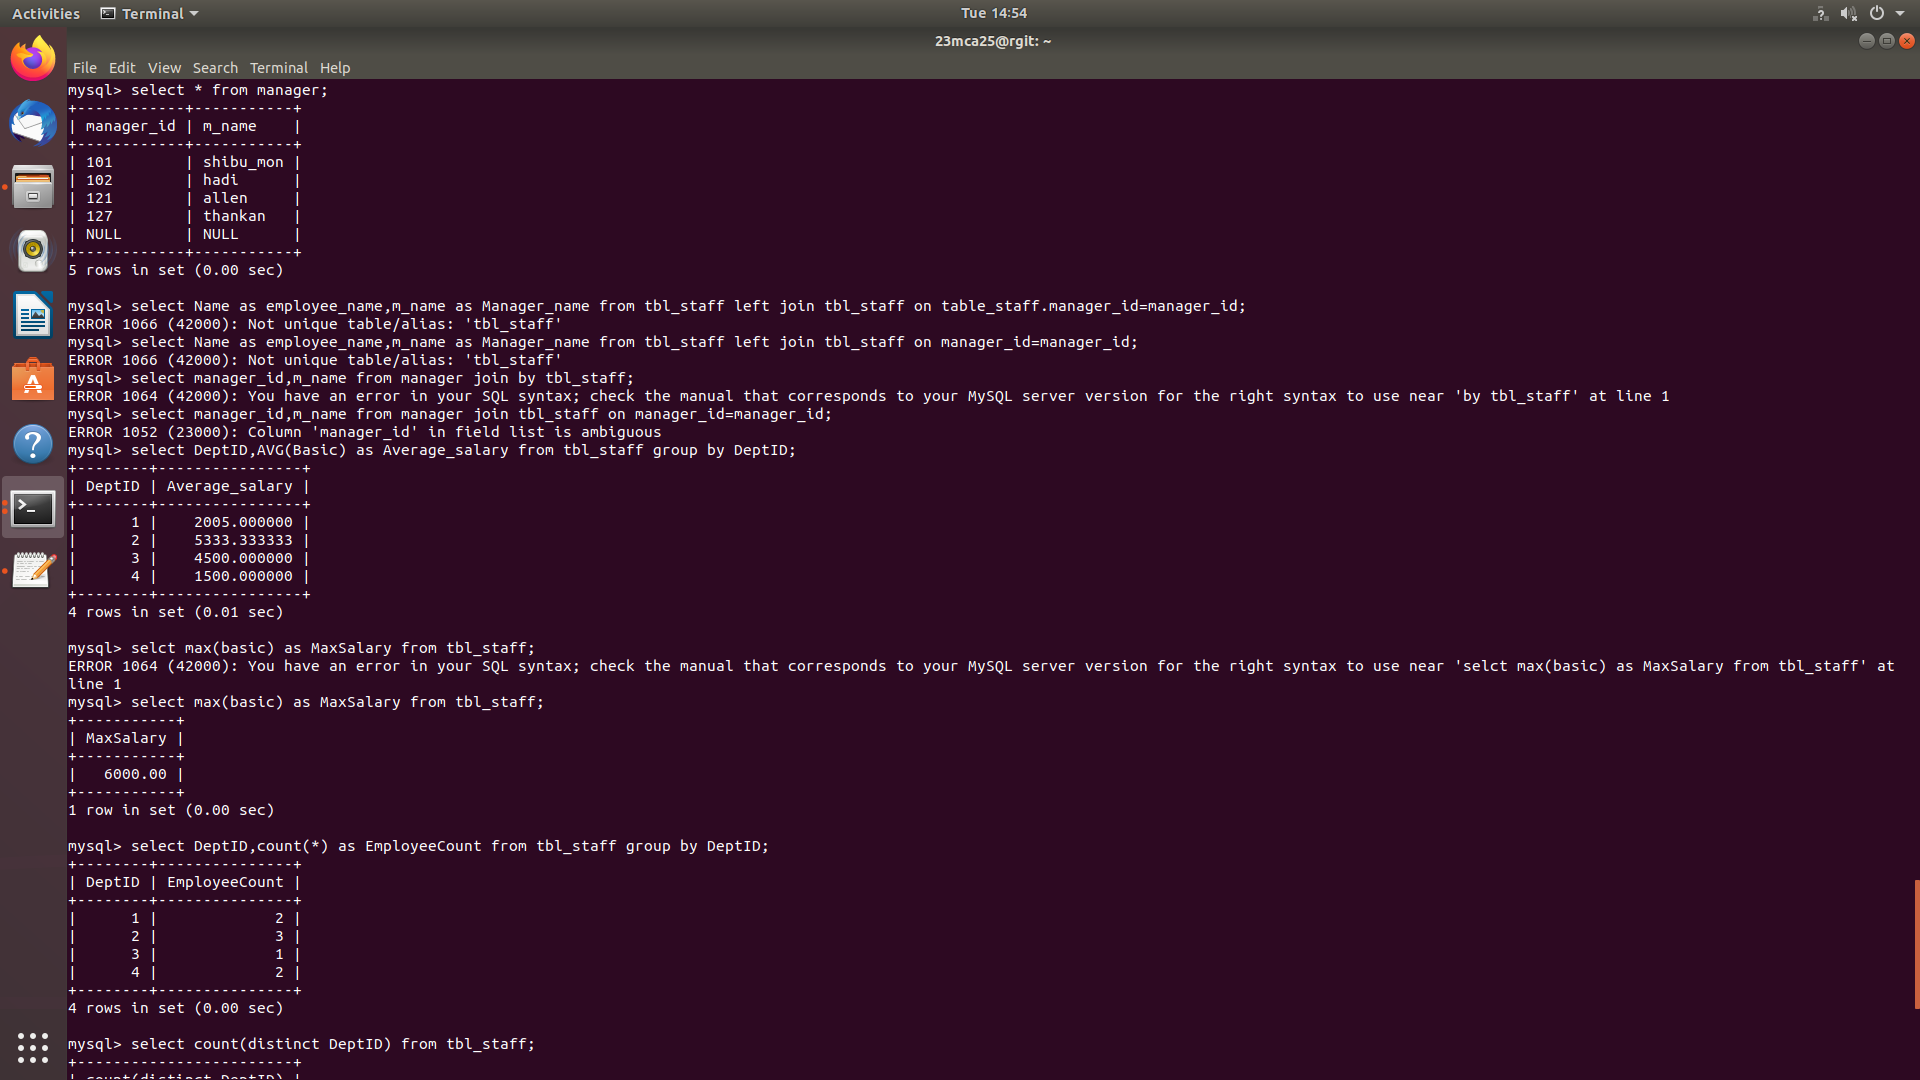 Activities Terminal Tue 14:54
23mca25@rgit: ~
File Edit View Search Terminal Help
mysql> select * from manager;
+------------+-----------+
| manager_id | m_name    |
+------------+-----------+
| 101        | shibu_mon |
| 102        | hadi      |
| 121        | allen     |
| 127        | thankan   |
| NULL       | NULL      |
+------------+-----------+
5 rows in set (0.00 sec)

mysql> select Name as employee_name,m_name as Manager_name from tbl_staff left join tbl_staff on table_staff.manager_id=manager_id;
ERROR 1066 (42000): Not unique table/alias: 'tbl_staff'
mysql> select Name as employee_name,m_name as Manager_name from tbl_staff left join tbl_staff on manager_id=manager_id;
ERROR 1066 (42000): Not unique table/alias: 'tbl_staff'
mysql> select manager_id,m_name from manager join by tbl_staff;
ERROR 1064 (42000): You have an error in your SQL syntax; check the manual that corresponds to your MySQL server version for the right syntax to use near 'by tbl_staff' at line 1
mysql> select manager_id,m_name from manager join tbl_staff on manager_id=manager_id;
ERROR 1052 (23000): Column 'manager_id' in field list is ambiguous
mysql> select DeptID,AVG(Basic) as Average_salary from tbl_staff group by DeptID;
+--------+----------------+
| DeptID | Average_salary |
+--------+----------------+
|      1 |    2005.000000 |
|      2 |    5333.333333 |
|      3 |    4500.000000 |
|      4 |    1500.000000 |
+--------+----------------+
4 rows in set (0.01 sec)

mysql> selct max(basic) as MaxSalary from tbl_staff;
ERROR 1064 (42000): You have an error in your SQL syntax; check the manual that corresponds to your MySQL server version for the right syntax to use near 'selct max(basic) as MaxSalary from tbl_staff' at
line 1
mysql> select max(basic) as MaxSalary from tbl_staff;
+-----------+
| MaxSalary |
+-----------+
|   6000.00 |
+-----------+
1 row in set (0.00 sec)

mysql> select DeptID,count(*) as EmployeeCount from tbl_staff group by DeptID;
+--------+---------------+
| DeptID | EmployeeCount |
+--------+---------------+
|      1 |             2 |
|      2 |             3 |
|      3 |             1 |
|      4 |             2 |
+--------+---------------+
4 rows in set (0.00 sec)

mysql> select count(distinct DeptID) from tbl_staff;
+------------------------+
| count(distinct DeptID) |